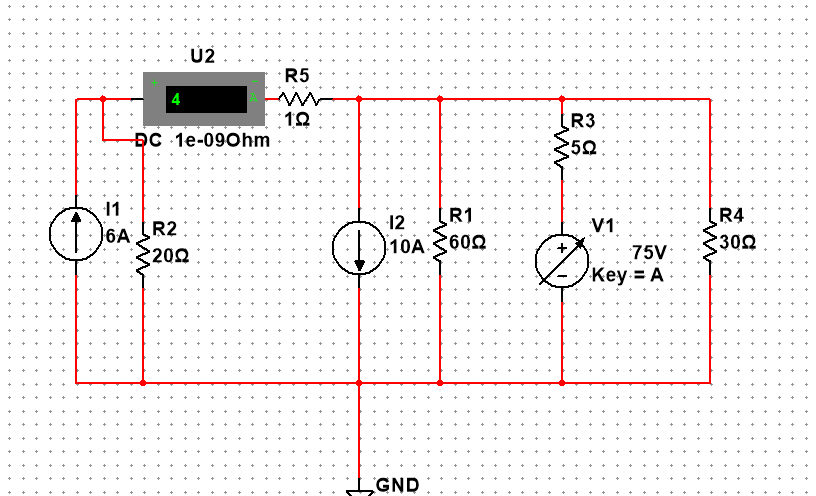 U2
+ -
4 A
DC 1e-09Ohm
R5
1Ω
I1
6A
R2
20Ω
I2
10A
R1
60Ω
R3
5Ω
V1
75V
Key = A
R4
30Ω
GND